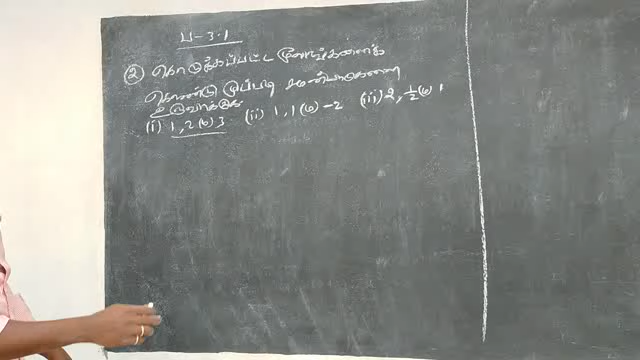 ப-3.1
② கொடுக்கப்பட்ட மூலங்களைக்
கொண்டு முப்படி சமன்பாடுகளை
உருவாக்குக
(i) 1, 2 (ம) 3 (ii) 1, 1 (ம) -2 (iii) 2, 1/2 (ம) 1